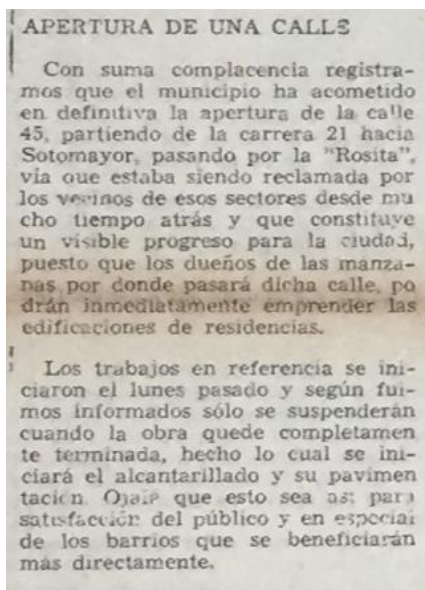 APERTURA DE UNA CALLE
Con suma complacencia registra-
mos que el municipio ha acometido
en definitiva la apertura de la calle
45, partiendo de la carrera 21 hacia
Sotomayor, pasando por la "Rosita",
vía que estaba siendo reclamada por
los vecinos de esos sectores desde mu
cho tiempo atrás y que constituye
un visible progreso para la ciudad,
puesto que los dueños de las manza-
nas por donde pasará dicha calle, po
drán inmediatamente emprender las
edificaciones de residencias.
Los trabajos en referencia se ini-
ciaron el lunes pasado y según fui-
mos informados sólo se suspenderán
cuando la obra quede completamen
te terminada, hecho lo cual se ini-
ciará el alcantarillado y su pavimen
tación. Ojalá que esto sea así para
satisfacción del público y en especial
de los barrios que se beneficiarán
más directamente.